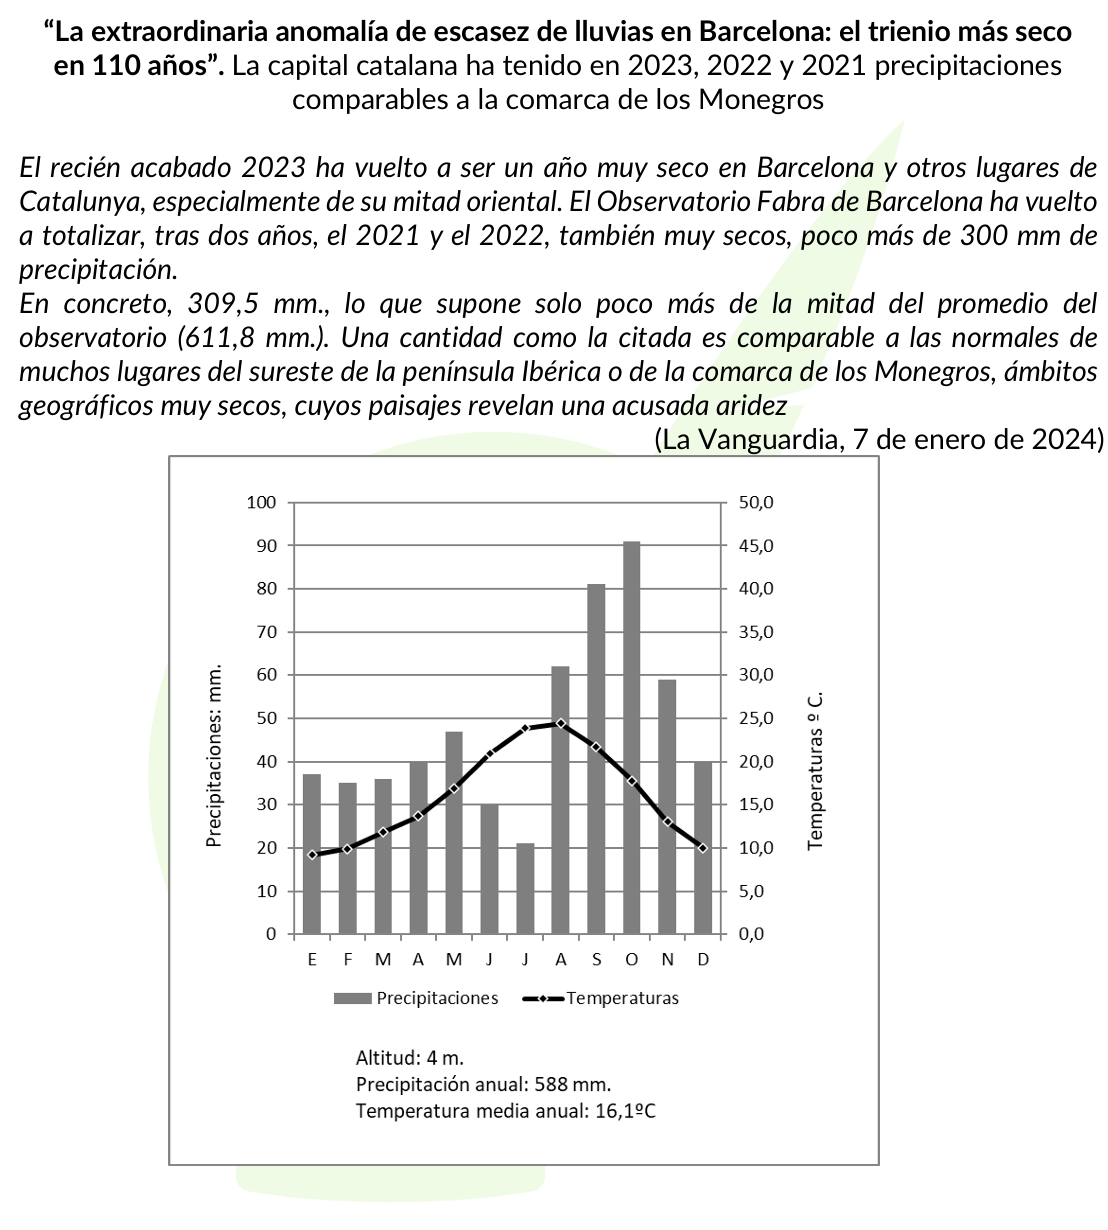 “La extraordinaria anomalía de escasez de lluvias en Barcelona: el trienio más seco
en 110 años”. La capital catalana ha tenido en 2023, 2022 y 2021 precipitaciones
comparables a la comarca de los Monegros
El recién acabado 2023 ha vuelto a ser un año muy seco en Barcelona y otros lugares de
Catalunya, especialmente de su mitad oriental. El Observatorio Fabra de Barcelona ha vuelto
a totalizar, tras dos años, el 2021 y el 2022, también muy secos, poco más de 300 mm de
precipitación.
En concreto, 309,5 mm., lo que supone solo poco más de la mitad del promedio del
observatorio (611,8 mm.). Una cantidad como la citada es comparable a las normales de
muchos lugares del sureste de la península Ibérica o de la comarca de los Monegros, ámbitos
geográficos muy secos, cuyos paisajes revelan una acusada aridez
(La Vanguardia, 7 de enero de 2024)
100 50,0
90 45,0
80 40,0
70 35,0
60 30,0
50 25,0
40 20,0
30 15,0
20 10,0
10 5,0
0 0,0
Precipitaciones: mm.
Temperaturas º C.
E F M A M J J A S O N D
Precipitaciones Temperaturas
Altitud: 4 m.
Precipitación anual: 588 mm.
Temperatura media anual: 16,1ºC